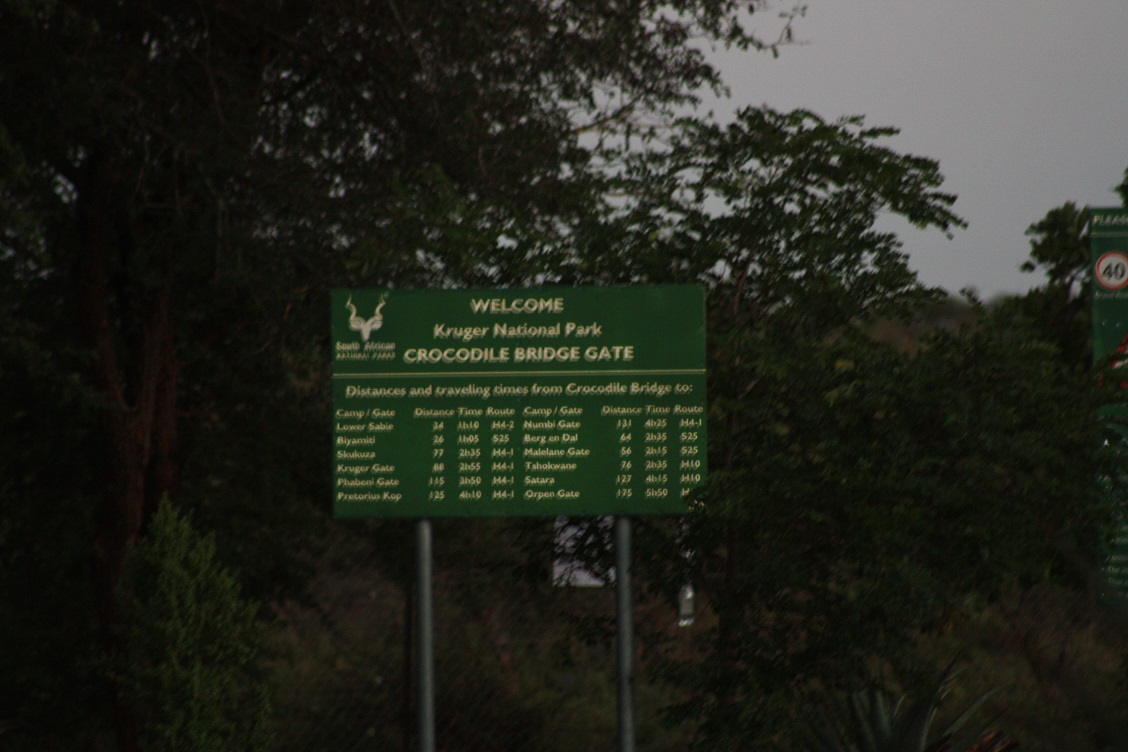 WELCOME
Kruger National Park
CROCODILE BRIDGE GATE
South African
NATIONAL PARKS
Distances and traveling times from Crocodile Bridge to:
Camp / Gate Distance Time Route Camp / Gate Distance Time Route
Lower Sabie 34 1h10 H4-2 Numbi Gate 131 4h25 H4-1
Biyamiti 26 1h05 S25 Berg en Dal 64 2h35 S25
Skukuza 77 2h35 H4-1 Malelane Gate 56 2h15 S25
Kruger Gate 88 2h55 H4-1 Tshokwane 76 2h35 H10
Phabeni Gate 115 3h50 H4-1 Satara 127 4h15 H10
Pretorius Kop 125 4h10 H4-1 Orpen Gate 175 5h50 H
40